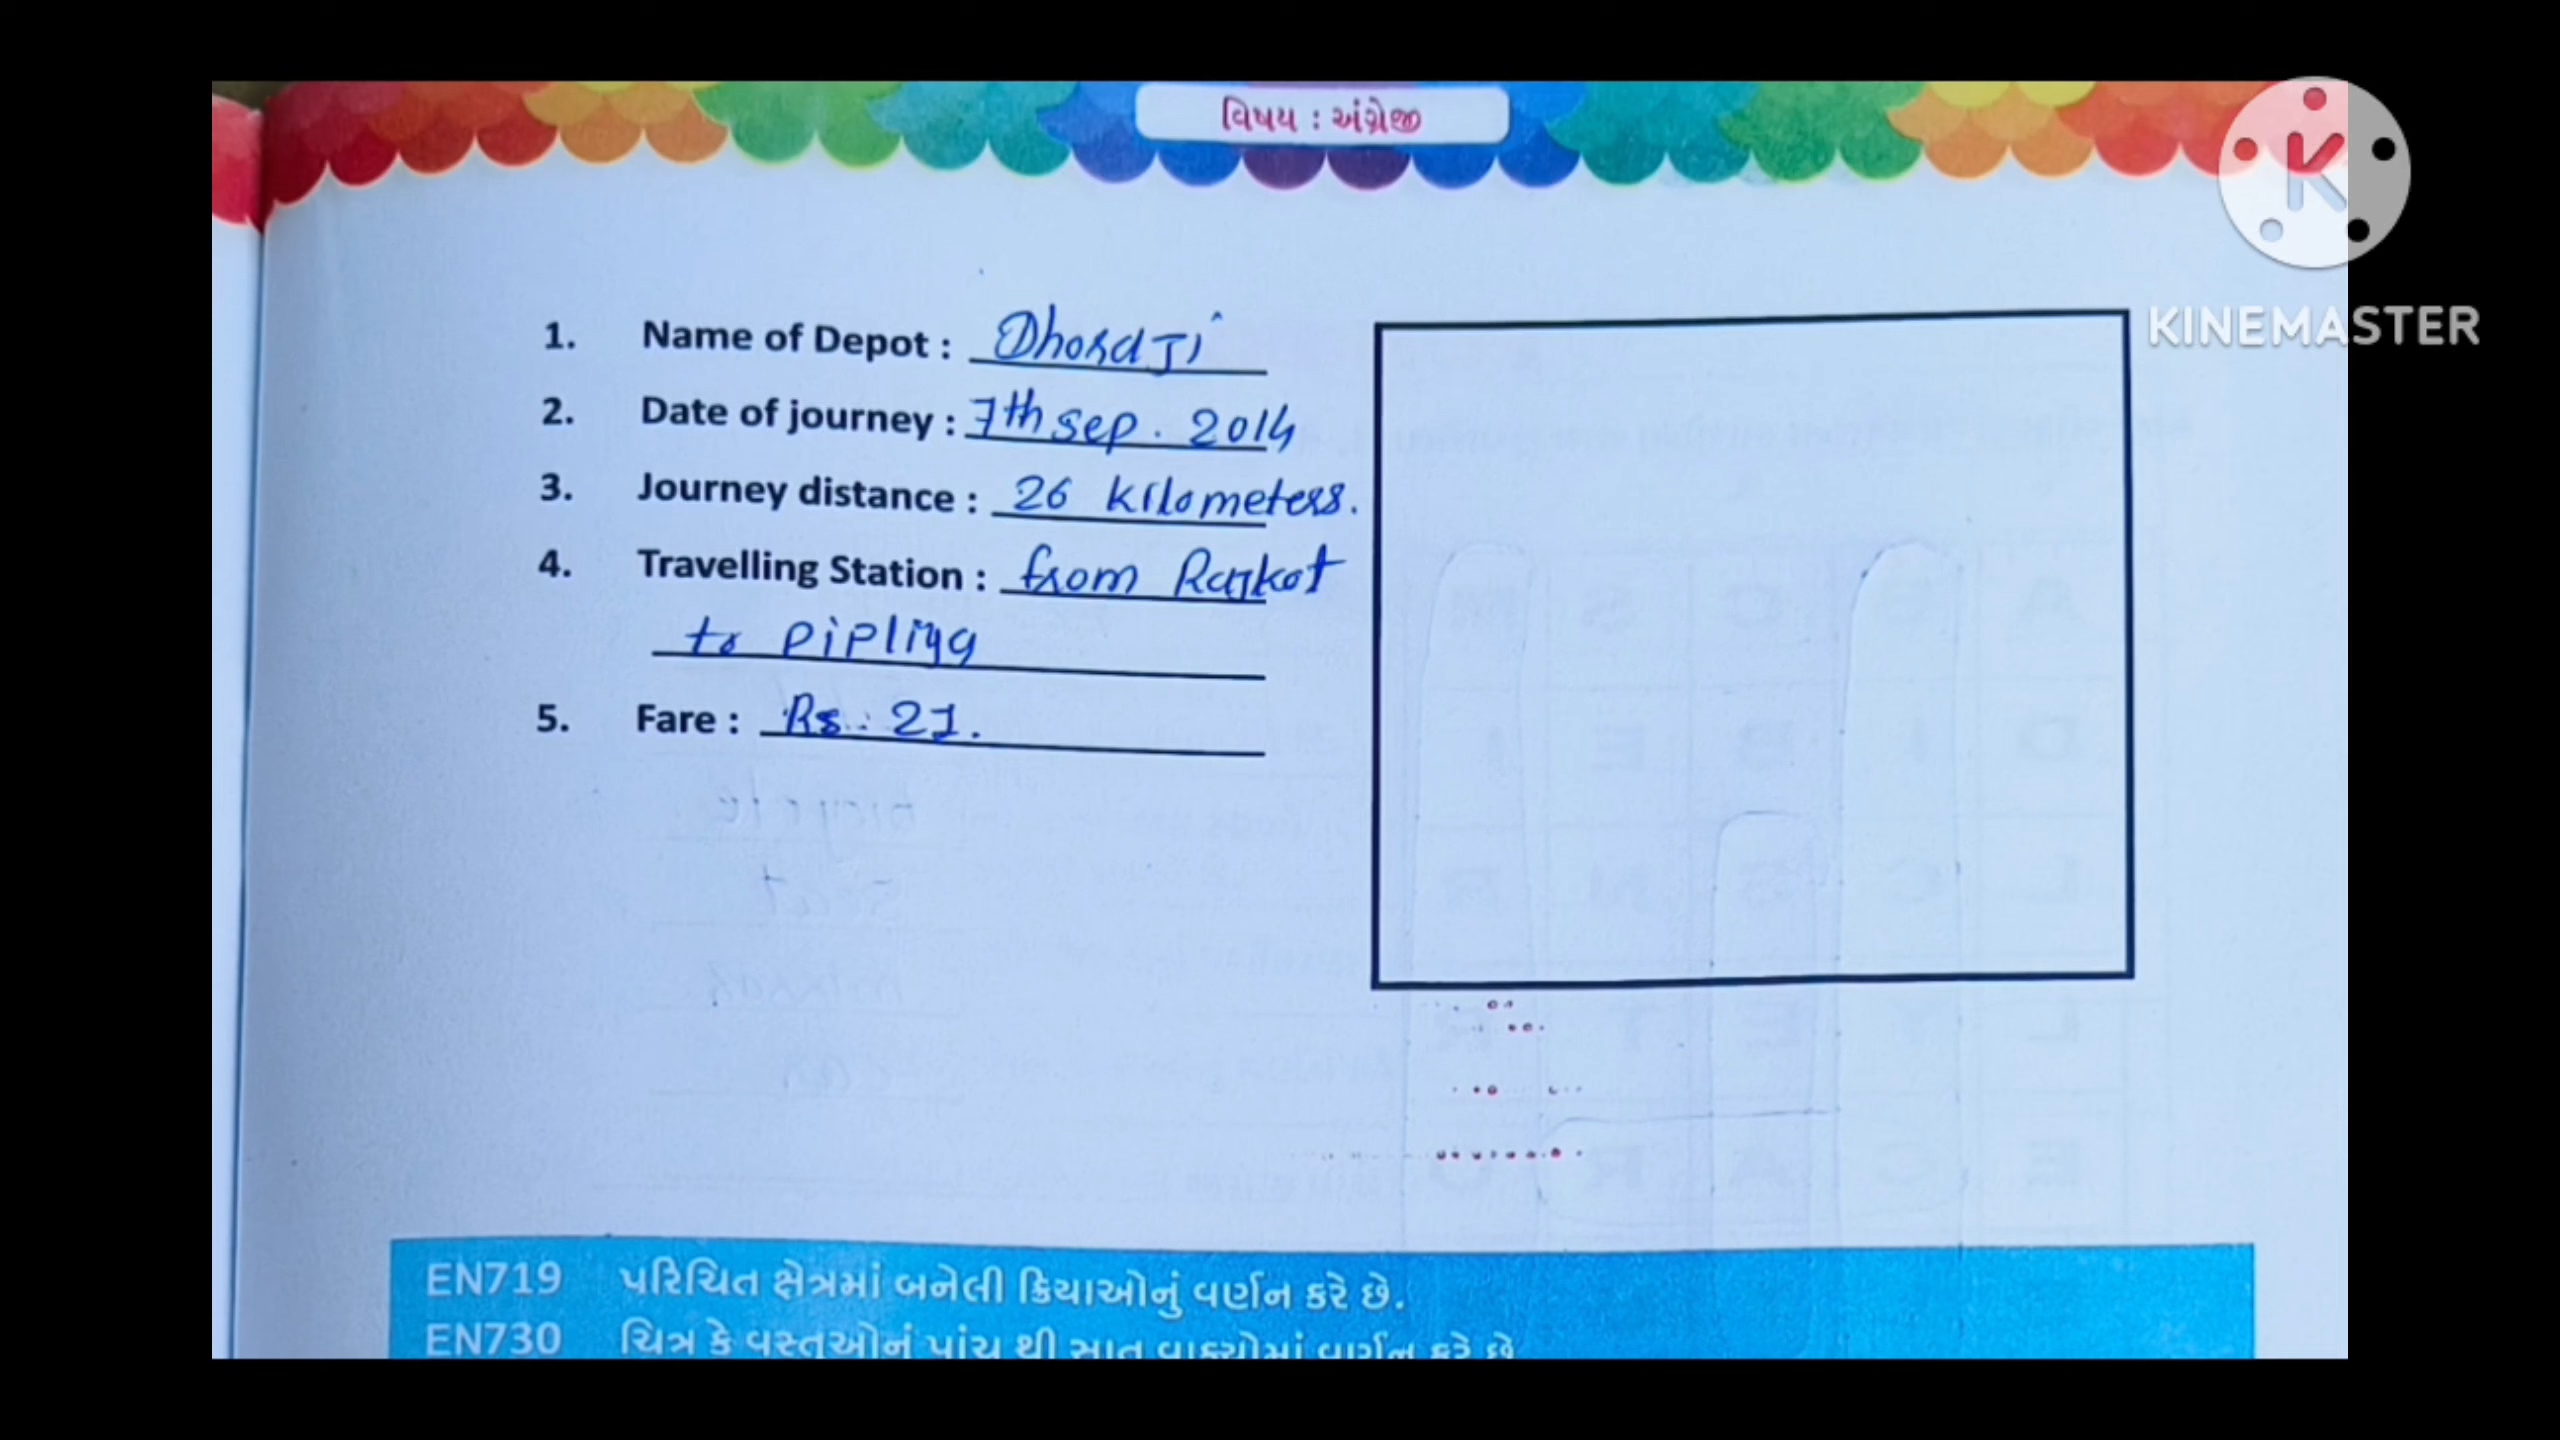 વિષય : અંગ્રેજી
KINEMASTER
1. Name of Depot : Dhoraji
2. Date of journey : 7th sep. 2014
3. Journey distance : 26 kilometers.
4. Travelling Station : from Rajkot
to pipliya
5. Fare : Rs. 21.
EN719 પરિચિત ક્ષેત્રમાં બનેલી ક્રિયાઓનું વર્ણન કરે છે.
EN730 ચિત્ર કે વસ્તુઓનું પાંચ થી સાત વાક્યોમાં વર્ણન કરે છે